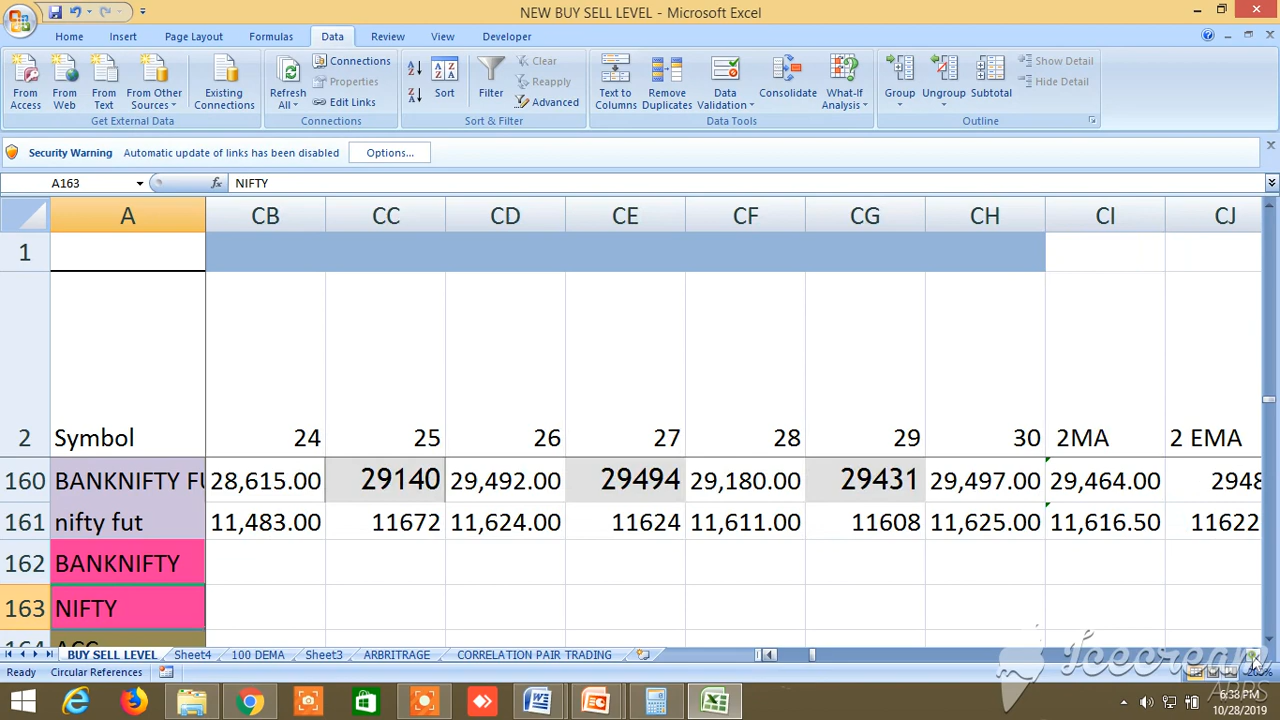 NEW BUY SELL LEVEL - Microsoft Excel
Home Insert Page Layout Formulas Data Review View Developer
From Access
From Web
From Text
From Other Sources
Existing Connections
Get External Data
Refresh All
Connections
Properties
Edit Links
Connections
Sort
Filter
Clear
Reapply
Advanced
Sort & Filter
Text to Columns
Remove Duplicates
Data Validation
Consolidate
What-If Analysis
Data Tools
Group
Ungroup
Subtotal
Show Detail
Hide Detail
Outline
Security Warning Automatic update of links has been disabled Options...
A163 fx NIFTY
A CB CC CD CE CF CG CH CI CJ
1
2 Symbol 24 25 26 27 28 29 30 2MA 2 EMA
160 BANKNIFTY FU 28,615.00 29140 29,492.00 29494 29,180.00 29431 29,497.00 29,464.00 2948
161 nifty fut 11,483.00 11672 11,624.00 11624 11,611.00 11608 11,625.00 11,616.50 11622
162 BANKNIFTY
163 NIFTY
164 ACC
BUY SELL LEVEL Sheet4 100 DEMA Sheet3 ARBRITRAGE CORRELATION PAIR TRADING
Ready Circular References
Icecream
APPS
6:38 PM
10/28/2019